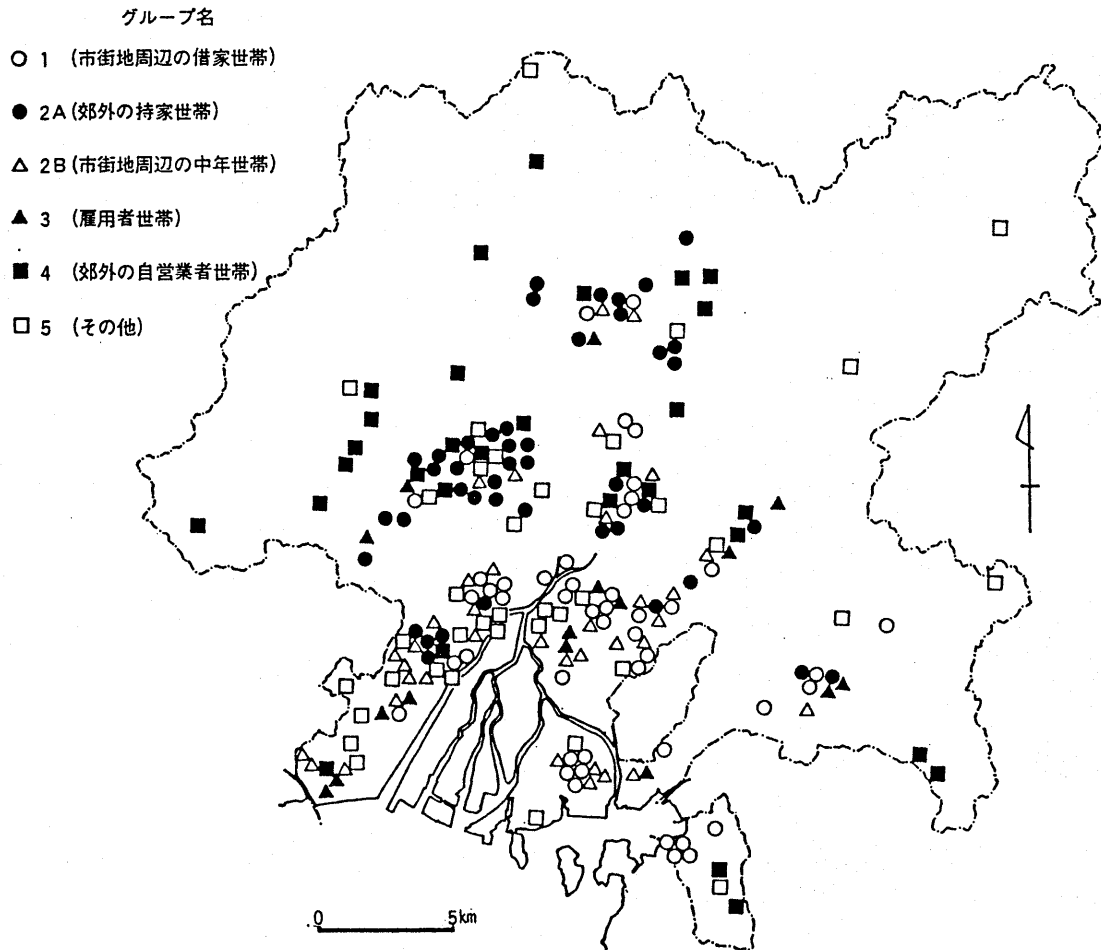 グループ名
○ 1 (市街地周辺の借家世帯)
● 2A (郊外の持家世帯)
△ 2B (市街地周辺の中年世帯)
▲ 3 (雇用者世帯)
■ 4 (郊外の自営業者世帯)
□ 5 (その他)
0 5km